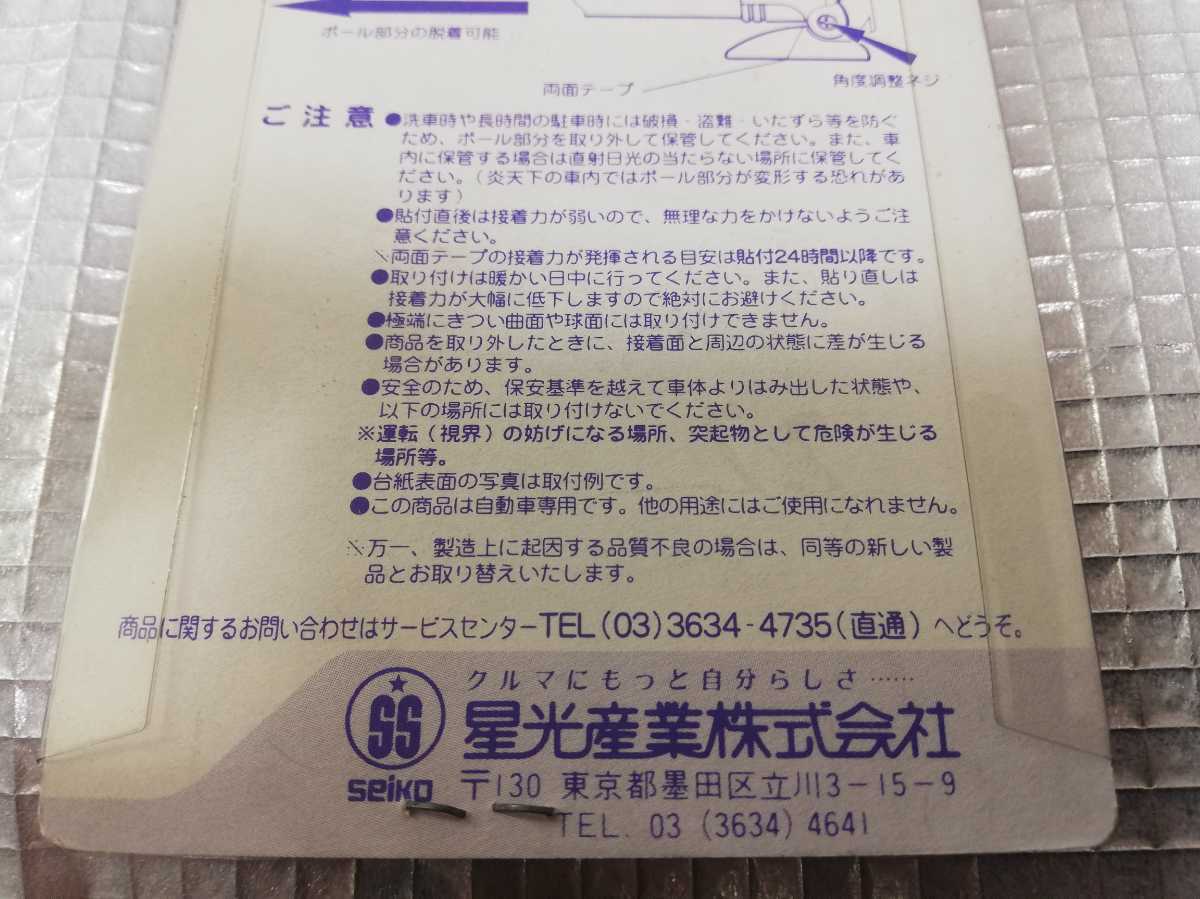 ポール部分の脱着可能
両面テープ
角度調整ネジ
ご注意
●洗車時や長時間の駐車時には破損・盗難・いたずら等を防ぐ
ため、ポール部分を取り外して保管してください。また、車
内に保管する場合は直射日光の当たらない場所に保管してく
ださい。(炎天下の車内ではポール部分が変形する恐れがあ
ります)
●貼付直後は接着力が弱いので、無理な力をかけないようご注
意ください。
※両面テープの接着力が発揮される目安は貼付24時間以降です。
●取り付けは暖かい日中に行ってください。また、貼り直しは
接着力が大幅に低下しますので絶対にお避けください。
●極端にきつい曲面や球面には取り付けできません。
●商品を取り外したときに、接着面と周辺の状態に差が生じる
場合があります。
●安全のため、保安基準を越えて車体よりはみ出した状態や、
以下の場所には取り付けないでください。
※運転(視界)の妨げになる場所、突起物として危険が生じる
場所等。
●台紙表面の写真は取付例です。
●この商品は自動車専用です。他の用途にはご使用になれません。
※万一、製造上に起因する品質不良の場合は、同等の新しい製
品とお取り替えいたします。
商品に関するお問い合わせはサービスセンターTEL(03)3634-4735(直通)へどうぞ。
クルマにもっと自分らしさ……
SS
seiko
星光産業株式会社
〒130 東京都墨田区立川3-15-9
TEL. 03 (3634) 4641